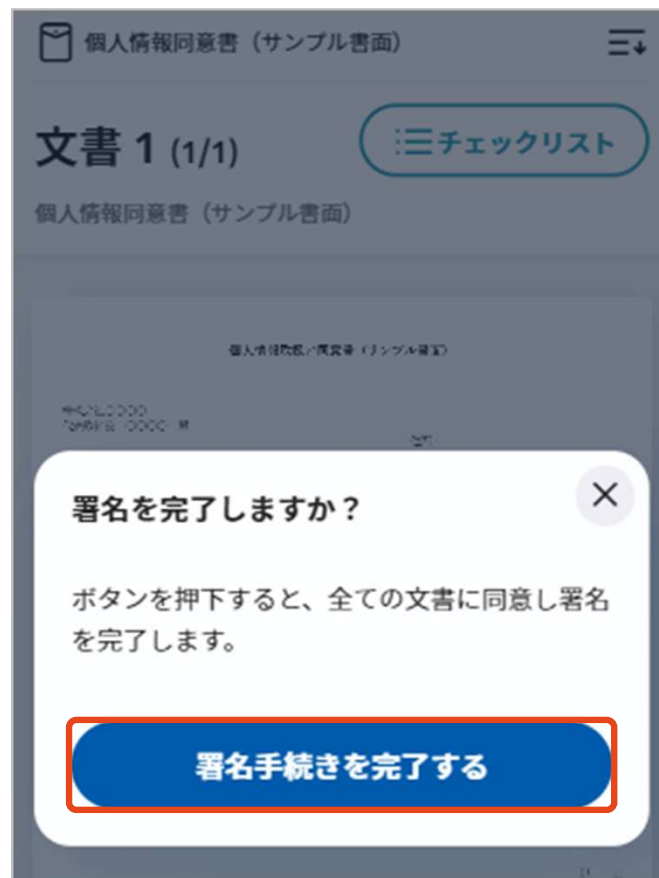 個人情報同意書（サンプル書面）
文書 1 (1/1)
チェックリスト
個人情報同意書（サンプル書面）
署名を完了しますか？
ボタンを押下すると、全ての文書に同意し署名
を完了します。
署名手続きを完了する